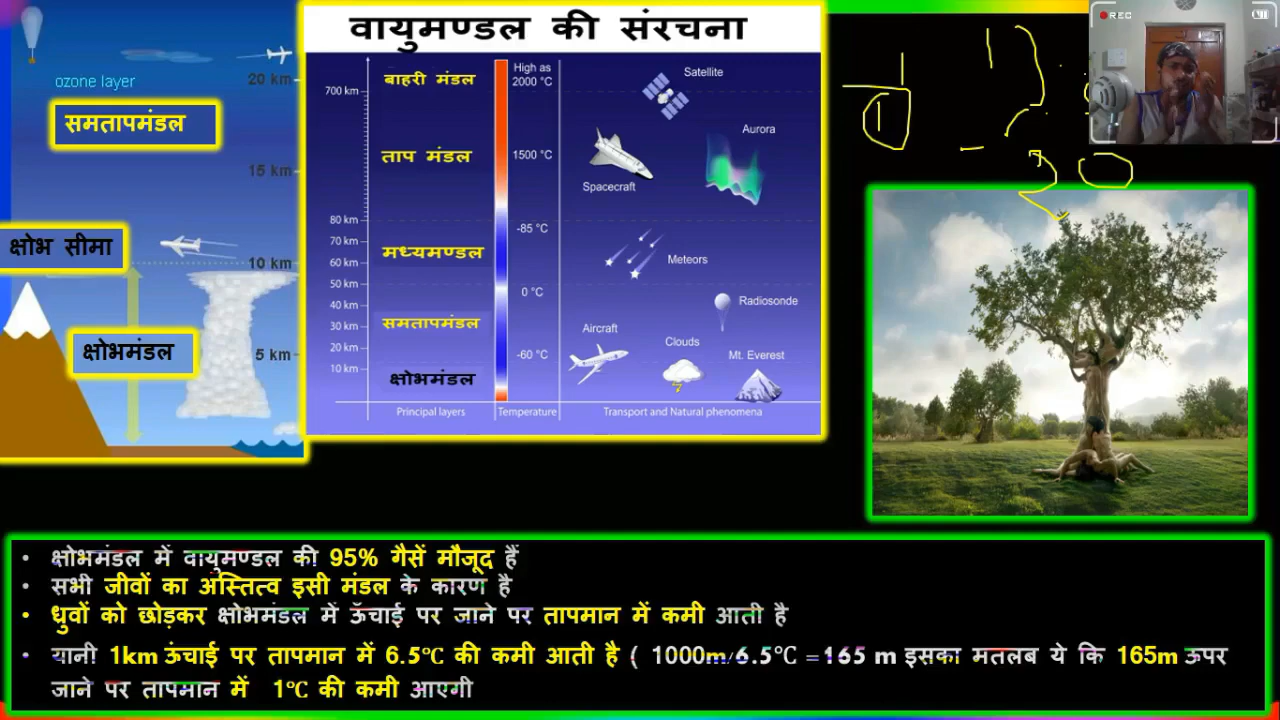 वायुमण्डल की संरचना
REC
ozone layer
20 km
समतापमंडल
15 km
क्षोभ सीमा
10 km
क्षोभमंडल
5 km
बाहरी मंडल
High as
2000 °C
Satellite
700 km
Aurora
ताप मंडल
1500 °C
Spacecraft
80 km
-85 °C
70 km
मध्यमण्डल
60 km
Meteors
50 km
0 °C
40 km
Radiosonde
30 km
समतापमंडल
Aircraft
Clouds
20 km
-60 °C
Mt. Everest
10 km
क्षोभमंडल
Principal layers
Temperature
Transport and Natural phenomena
• क्षोभमंडल में वायुमण्डल की 95% गैसें मौजूद हैं
• सभी जीवों का अस्तित्व इसी मंडल के कारण है
• धुवों को छोड़कर क्षोभमंडल में ऊँचाई पर जाने पर तापमान में कमी आती है
• यानी 1km ऊंचाई पर तापमान में 6.5°C की कमी आती है ( 1000m/6.5°C =165 m इसका मतलब ये कि 165m ऊपर
जाने पर तापमान में 1°C की कमी आएगी